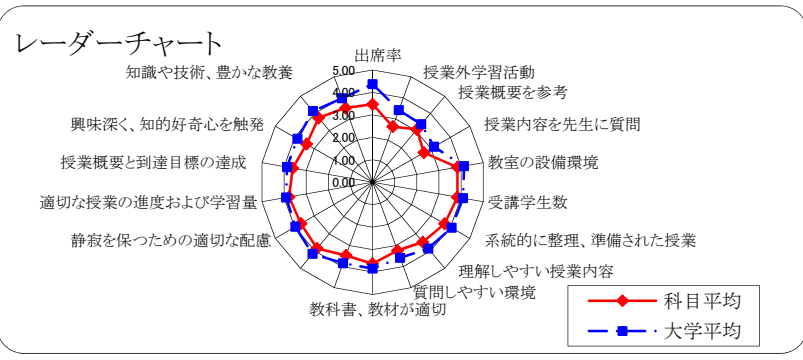 レーダーチャート
出席率
授業外学習活動
授業概要を参考
授業内容を先生に質問
教室の設備環境
受講学生数
系統的に整理、準備された授業
理解しやすい授業内容
質問しやすい環境
教科書、教材が適切
静寂を保つための適切な配慮
適切な授業の進度および学習量
授業概要と到達目標の達成
興味深く、知的好奇心を触発
知識や技術、豊かな教養
5.00
4.00
3.00
2.00
1.00
0.00
科目平均
大学平均